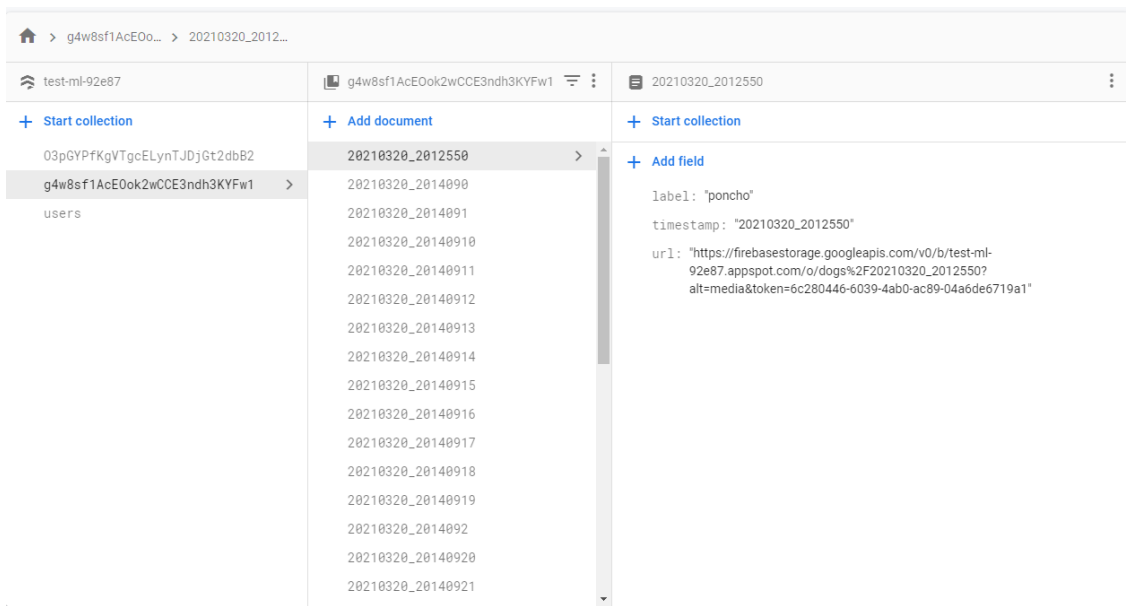 g4w8sf1AcEOo... > 20210320_2012...
test-ml-92e87
+ Start collection
O3pGYPfKgVTgcELynTJDjGt2dbB2
g4w8sf1AcEOok2wCCE3ndh3KYFw1 >
users
g4w8sf1AcEOok2wCCE3ndh3KYFw1
+ Add document
20210320_2012550 >
20210320_2014090
20210320_2014091
20210320_20140910
20210320_20140911
20210320_20140912
20210320_20140913
20210320_20140914
20210320_20140915
20210320_20140916
20210320_20140917
20210320_20140918
20210320_20140919
20210320_2014092
20210320_20140920
20210320_20140921
20210320_2012550
+ Start collection
+ Add field
label: "poncho"
timestamp: "20210320_2012550"
url: "https://firebasestorage.googleapis.com/v0/b/test-ml-
92e87.appspot.com/o/dogs%2F20210320_2012550?
alt=media&token=6c280446-6039-4ab0-ac89-04a6de6719a1"